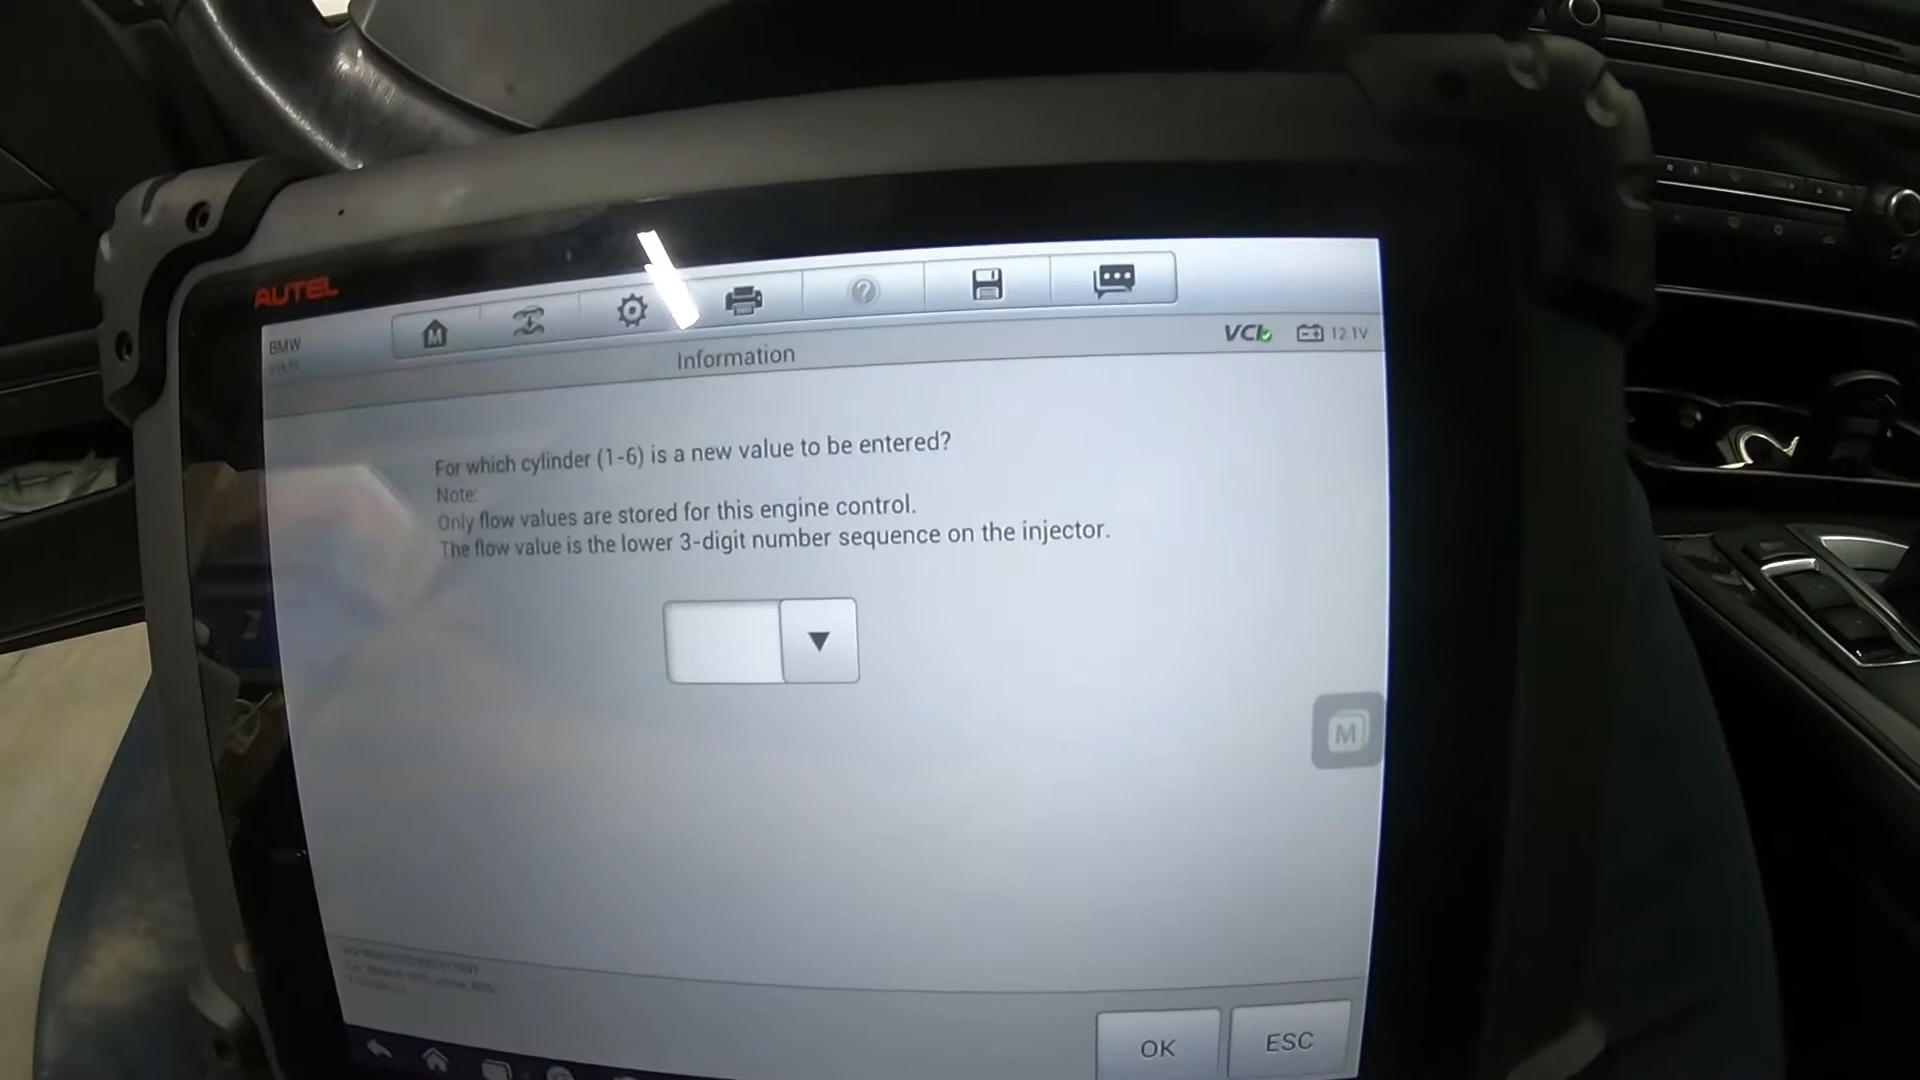 AUTEL
BMW
VCI
12.1V
Information
For which cylinder (1-6) is a new value to be entered?
Note:
Only flow values are stored for this engine control.
The flow value is the lower 3-digit number sequence on the injector.
M
OK
ESC